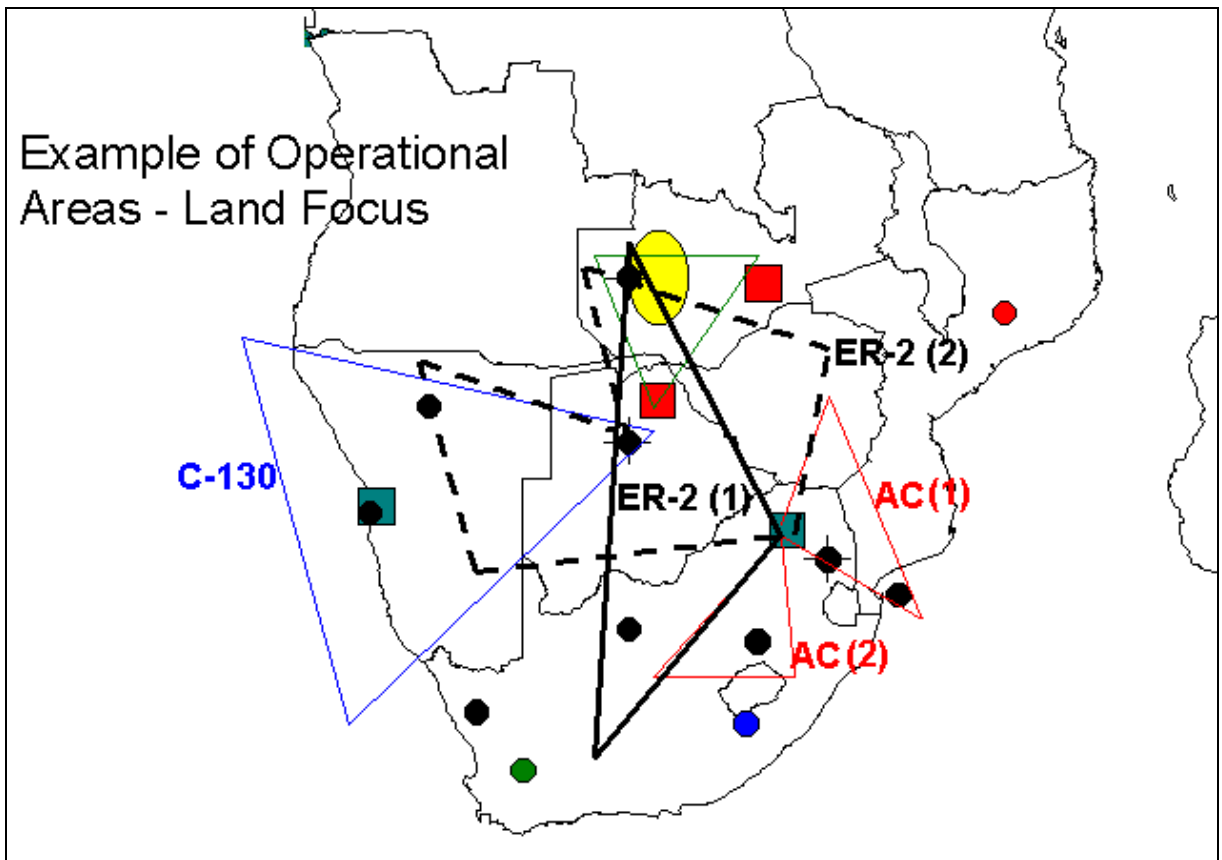 Example of Operational
Areas - Land Focus
ER-2 (2)
C-130
ER-2 (1)
AC(1)
AC(2)